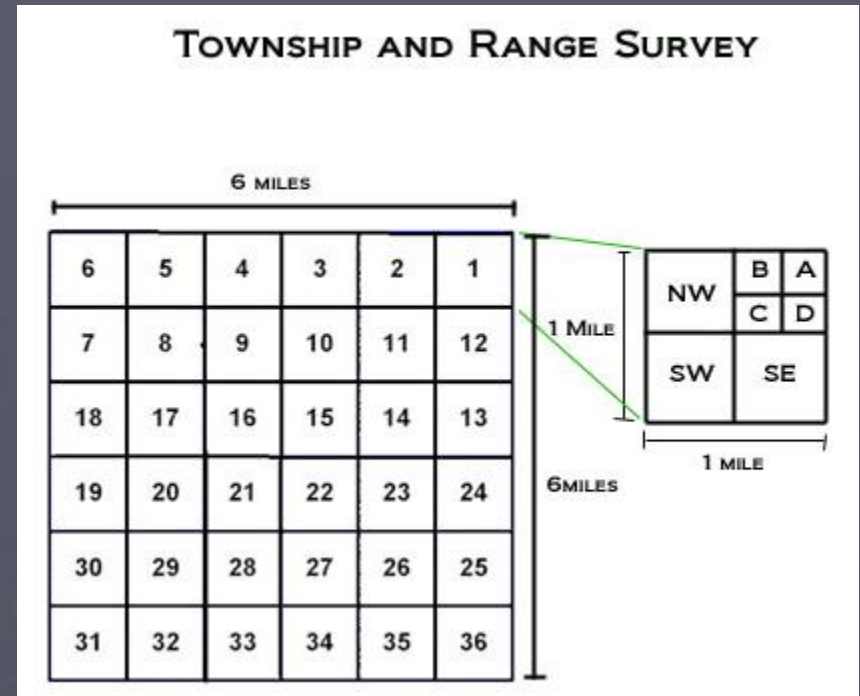 Township and Range Survey
6 miles
6 5 4 3 2 1
7 8 9 10 11 12
18 17 16 15 14 13
19 20 21 22 23 24
30 29 28 27 26 25
31 32 33 34 35 36
6miles
1 Mile
NW B A
C D
SW SE
1 mile